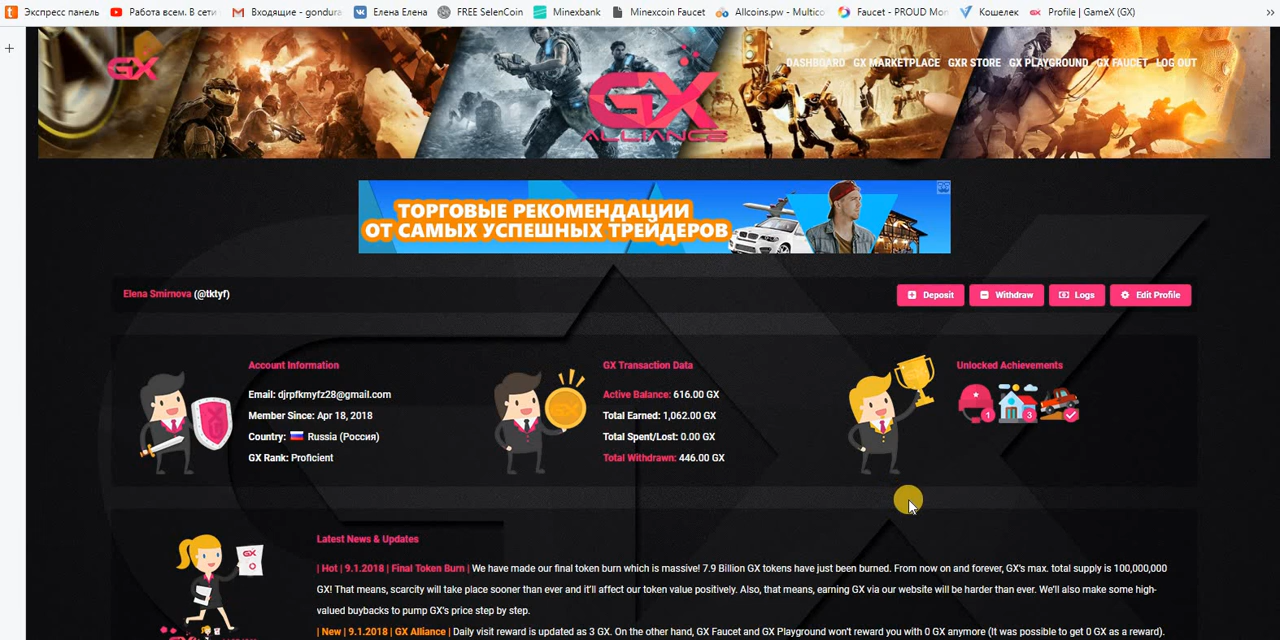 Экспресс панель
Работа всем. В сети
Входящие - gondura
Елена Елена
FREE SelenCoin
Minexbank
Minexcoin Faucet
Allcoins.pw - Multico
Faucet - PROUD Mon
Кошелек
Profile | GameX (GX)
GX
DASHBOARD GX MARKETPLACE GXR STORE GX PLAYGROUND GX FAUCET LOG OUT
GX
ALLIANCE
ТОРГОВЫЕ РЕКОМЕНДАЦИИ
ОТ САМЫХ УСПЕШНЫХ ТРЕЙДЕРОВ
Elena Smirnova (@tktyf)
Deposit
Withdraw
Logs
Edit Profile
Account Information
Email: djrpfkmyfz28@gmail.com
Member Since: Apr 18, 2018
Country: Russia (Россия)
GX Rank: Proficient
GX Transaction Data
Active Balance: 616.00 GX
Total Earned: 1,062.00 GX
Total Spent/Lost: 0.00 GX
Total Withdrawn: 446.00 GX
Unlocked Achievements
1
3
Latest News & Updates
| Hot | 9.1.2018 | Final Token Burn | We have made our final token burn which is massive! 7.9 Billion GX tokens have just been burned. From now on and forever, GX's max. total supply is 100,000,000
GX! That means, scarcity will take place sooner than ever and it'll affect our token value positively. Also, that means, earning GX via our website will be harder than ever. We'll also make some high-
valued buybacks to pump GX's price step by step.
| New | 9.1.2018 | GX Alliance | Daily visit reward is updated as 3 GX. On the other hand, GX Faucet and GX Playground won't reward you with 0 GX anymore (It was possible to get 0 GX as a reward).